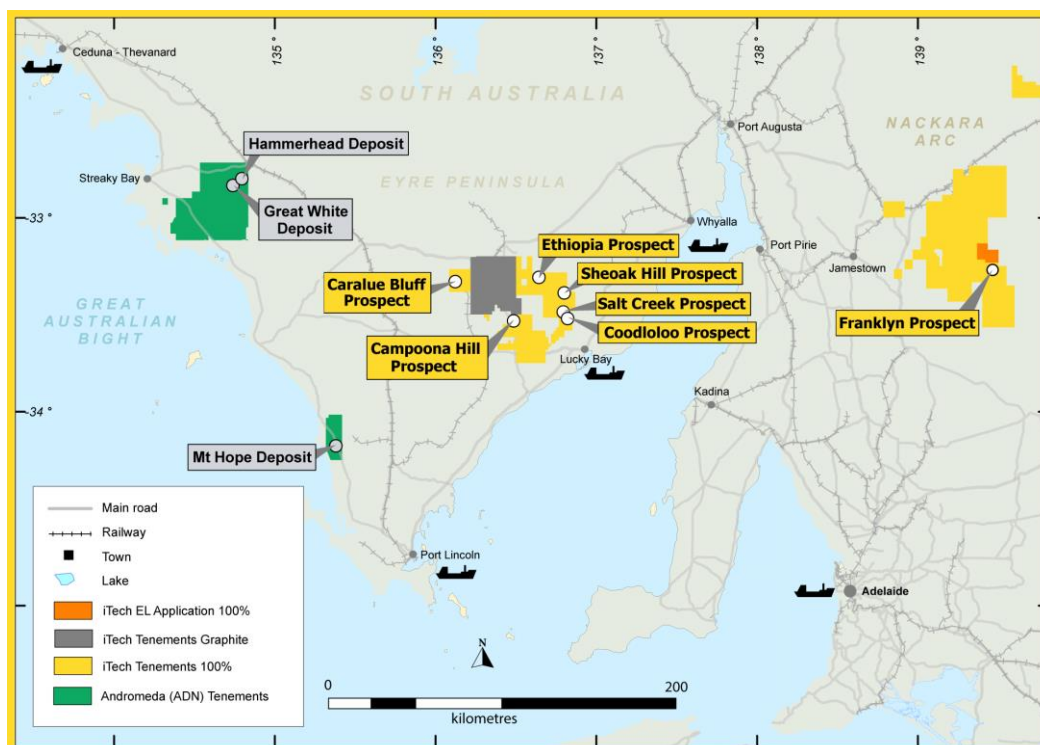 135 °
136 °
137 °
138 °
139 °
Ceduna - Thevanard
SOUTH AUSTRALIA
Port Augusta
NACKARA
ARC
Hammerhead Deposit
Streaky Bay
EYRE PENINSULA
Great White
Deposit
-33 °
Whyalla
Ethiopia Prospect
Port Pirie
Jamestown
Caralue Bluff
Prospect
Sheoak Hill Prospect
Salt Creek Prospect
GREAT
AUSTRALIAN
BIGHT
Coodloloo Prospect
Franklyn Prospect
Campoona Hill
Prospect
Lucky Bay
Kadina
-34 °
Mt Hope Deposit
Main road
Railway
Town
Lake
iTech EL Application 100%
iTech Tenements Graphite
iTech Tenements 100%
Andromeda (ADN) Tenements
Port Lincoln
Adelaide
N
0
200
kilometres